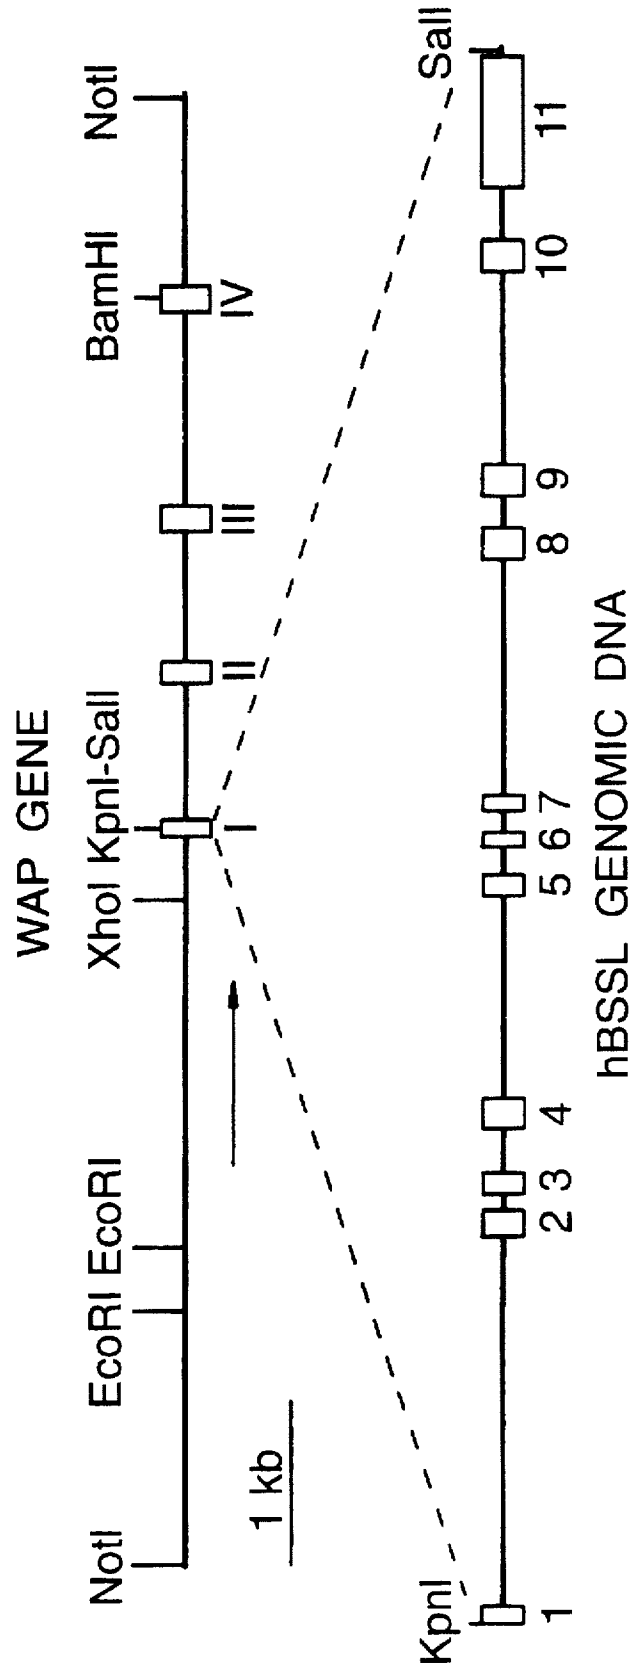 WAP GENE
NotI EcoRI EcoRI XhoI KpnI-SalI BamHI NotI
I II III IV
1 kb
KpnI SalI
1 2 3 4 5 6 7 8 9 10 11
hBSSL GENOMIC DNA